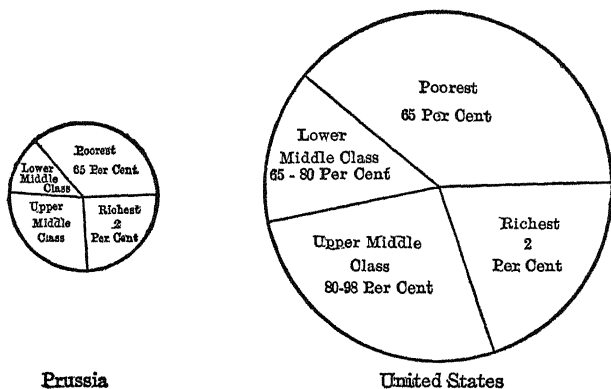 Poorest
65 Per Cent
Lower
Middle
Class
Upper
Middle
Class
Richest
2
Per Cent
Prussia
Poorest
65 Per Cent
Lower
Middle Class
65 - 80 Per Cent
Upper Middle
Class
80-98 Per Cent
Richest
2
Per Cent
United States